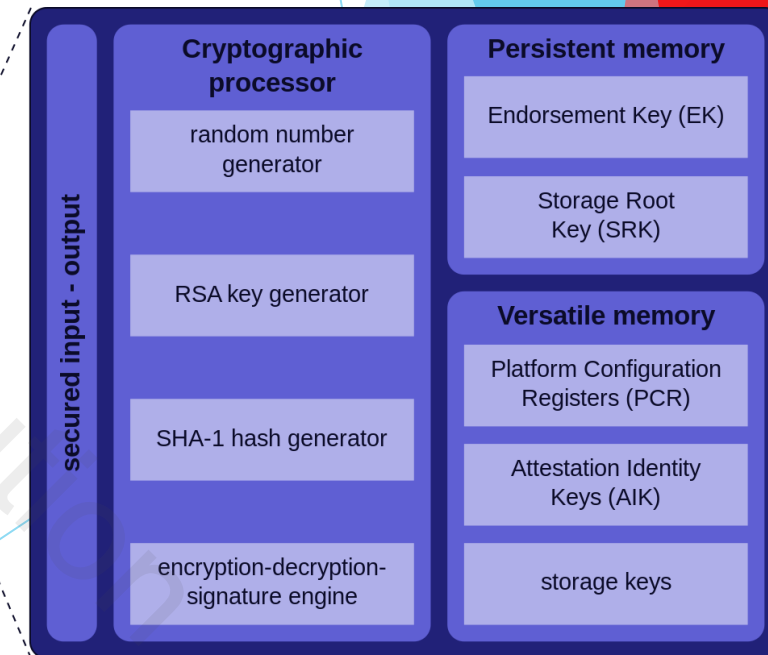 secured input - output
Cryptographic
processor
random number
generator
RSA key generator
SHA-1 hash generator
encryption-decryption-
signature engine
Persistent memory
Endorsement Key (EK)
Storage Root
Key (SRK)
Versatile memory
Platform Configuration
Registers (PCR)
Attestation Identity
Keys (AIK)
storage keys